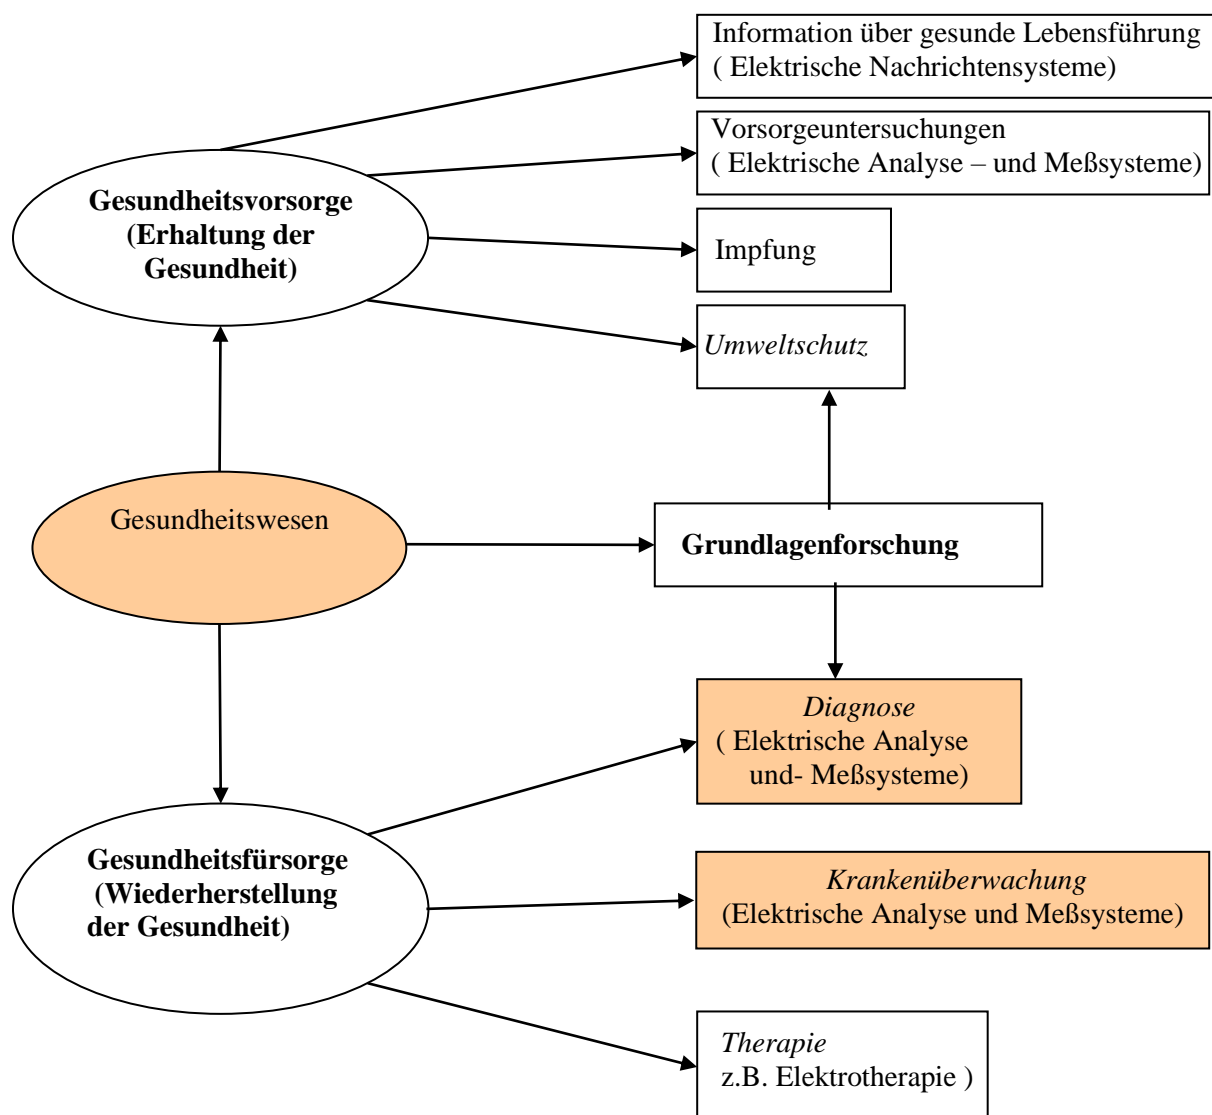 Information über gesunde Lebensführung
( Elektrische Nachrichtensysteme)
Vorsorgeuntersuchungen
( Elektrische Analyse – und Meßsysteme)
Gesundheitsvorsorge
(Erhaltung der
Gesundheit)
Impfung
Umweltschutz
Gesundheitswesen
Grundlagenforschung
Diagnose
( Elektrische Analyse
und- Meßsysteme)
Gesundheitsfürsorge
(Wiederherstellung
der Gesundheit)
Krankenüberwachung
(Elektrische Analyse und Meßsysteme)
Therapie
z.B. Elektrotherapie )